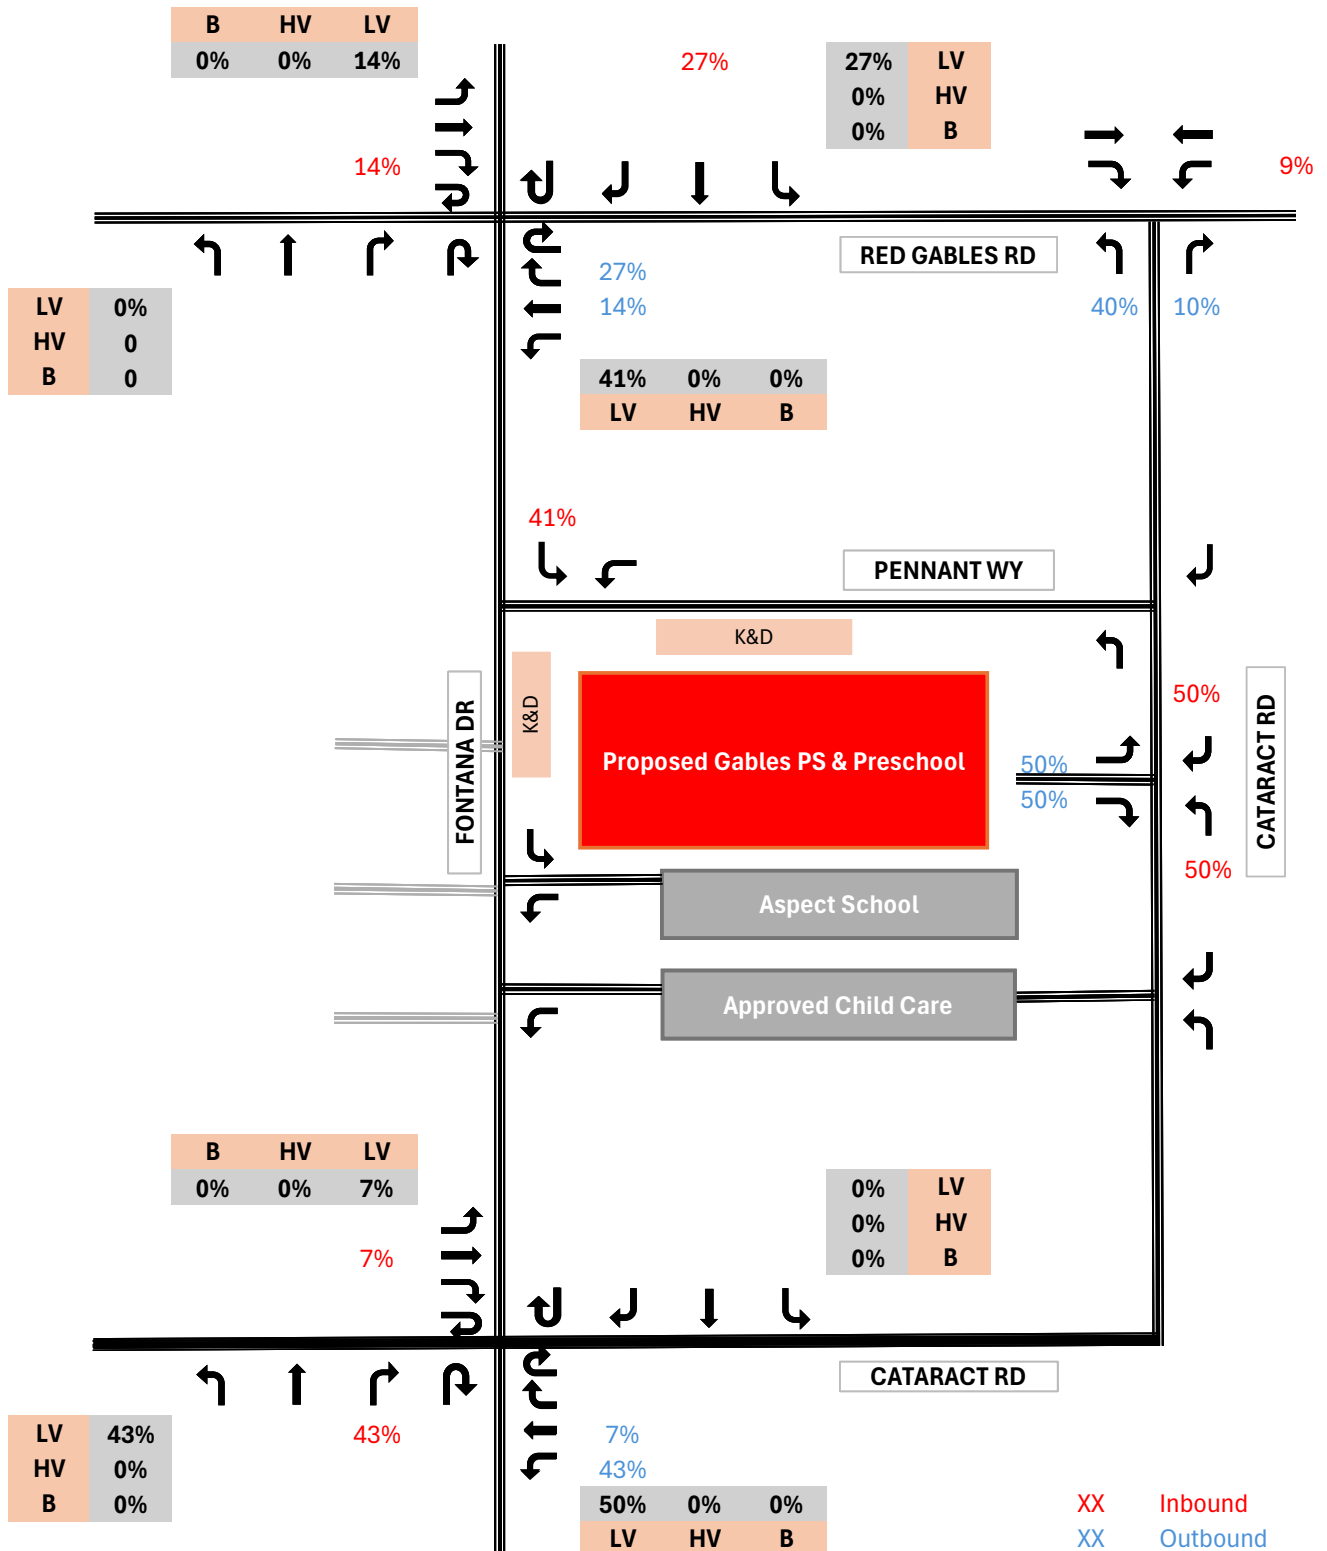 B HV LV
0% 0% 14%
27%
27% LV
0% HV
0% B
14%
9%
RED GABLES RD
27%
14%
40% 10%
LV 0%
HV 0
B 0
41% 0% 0%
LV HV B
41%
PENNANT WY
K&D
K&D
FONTANA DR
Proposed Gables PS & Preschool
50%
50%
50%
50%
CATARACT RD
Aspect School
Approved Child Care
B HV LV
0% 0% 7%
0% LV
0% HV
0% B
7%
CATARACT RD
LV 43%
HV 0%
B 0%
43%
7%
43%
50% 0% 0%
LV HV B
XX Inbound
XX Outbound